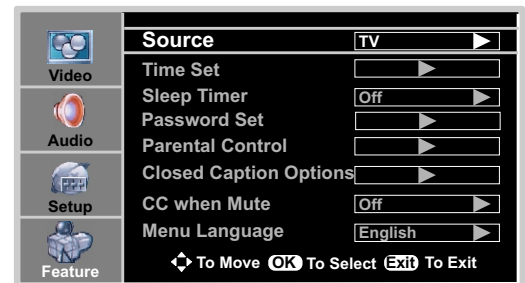 Video
Audio
Setup
Feature
Source TV
Time Set
Sleep Timer Off
Password Set
Parental Control
Closed Caption Options
CC when Mute Off
Menu Language English
To Move OK To Select Exit To Exit